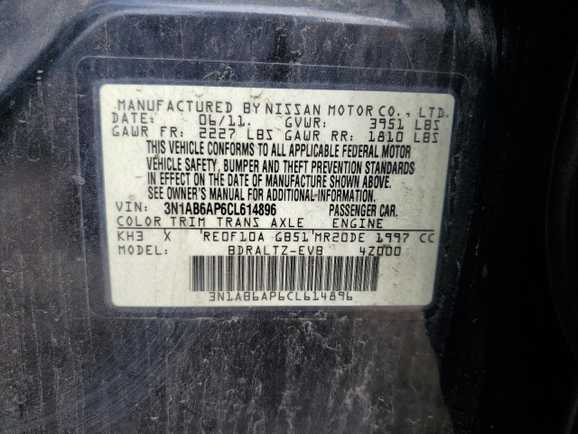 MANUFACTURED BY NISSAN MOTOR CO., LTD.
DATE: 06/11. GVWR: 3951 LBS
GAWR FR: 2227 LBS GAWR RR: 1810 LBS
THIS VEHICLE CONFORMS TO ALL APPLICABLE FEDERAL MOTOR
VEHICLE SAFETY, BUMPER AND THEFT PREVENTION STANDARDS
IN EFFECT ON THE DATE OF MANUFACTURE SHOWN ABOVE.
SEE OWNER'S MANUAL FOR ADDITIONAL INFORMATION.
VIN: 3N1AB6AP6CL614896 PASSENGER CAR.
COLOR TRIM TRANS AXLE ENGINE
KH3 X RE0F10A GB51 MR20DE 1997 CC
MODEL: BDRALTZ-EVB 4Z000
3N1AB6AP6CL614896